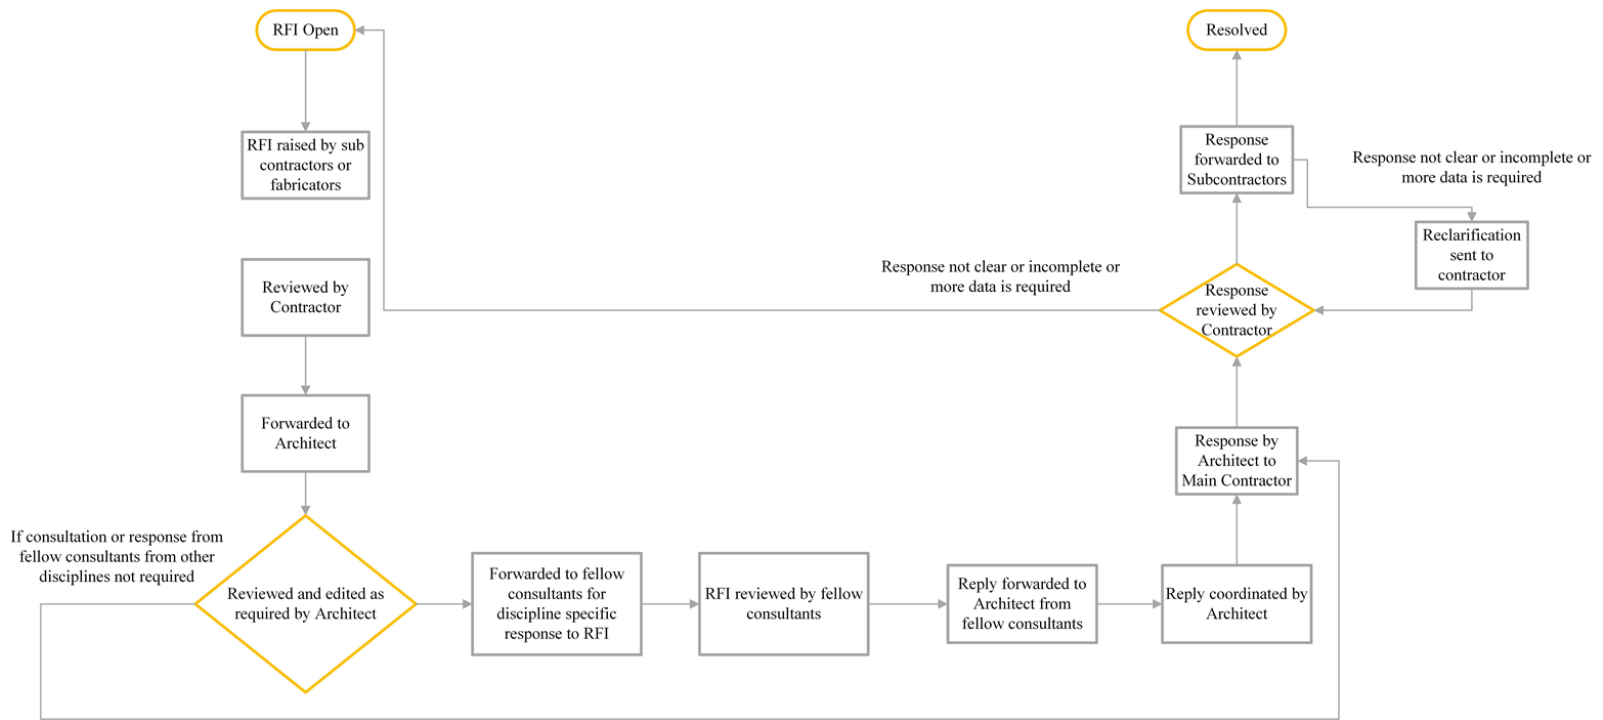 RFI Open
RFI raised by sub
contractors or
fabricators
Reviewed by
Contractor
Forwarded to
Architect
If consultation or response from
fellow consultants from other
disciplines not required
Reviewed and edited as
required by Architect
Forwarded to fellow
consultants for
discipline specific
response to RFI
RFI reviewed by fellow
consultants
Reply forwarded to
Architect from
fellow consultants
Reply coordinated by
Architect
Response by
Architect to
Main Contractor
Response
reviewed by
Contractor
Response not clear or incomplete or
more data is required
Response
forwarded to
Subcontractors
Response not clear or incomplete or
more data is required
Reclarification
sent to
contractor
Resolved